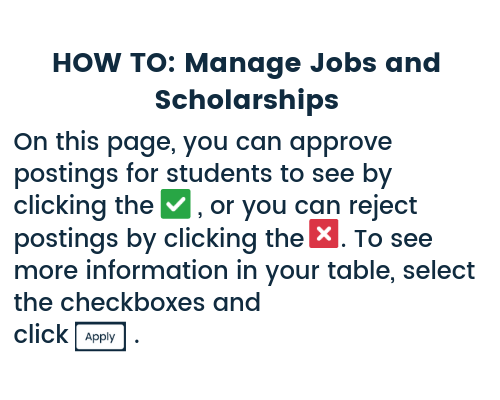 HOW TO: Manage Jobs and
Scholarships
On this page, you can approve
postings for students to see by
clicking the ✅ , or you can reject
postings by clicking the ❌. To see
more information in your table, select
the checkboxes and
click Apply .